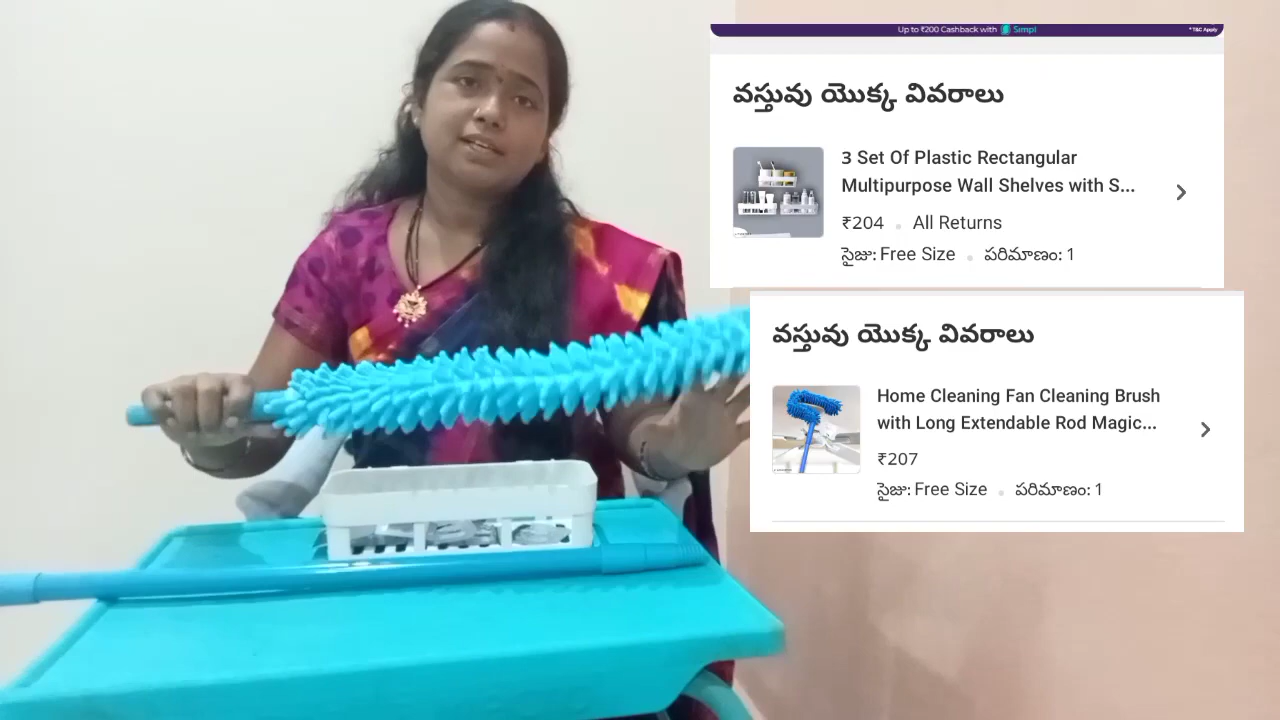 Up to ₹200 Cashback with Simpl
*T&C Apply
వస్తువు యొక్క వివరాలు
3 Set Of Plastic Rectangular
Multipurpose Wall Shelves with S...
₹204 • All Returns
సైజు: Free Size • పరిమాణం: 1
వస్తువు యొక్క వివరాలు
Home Cleaning Fan Cleaning Brush
with Long Extendable Rod Magic...
₹207
సైజు: Free Size • పరిమాణం: 1